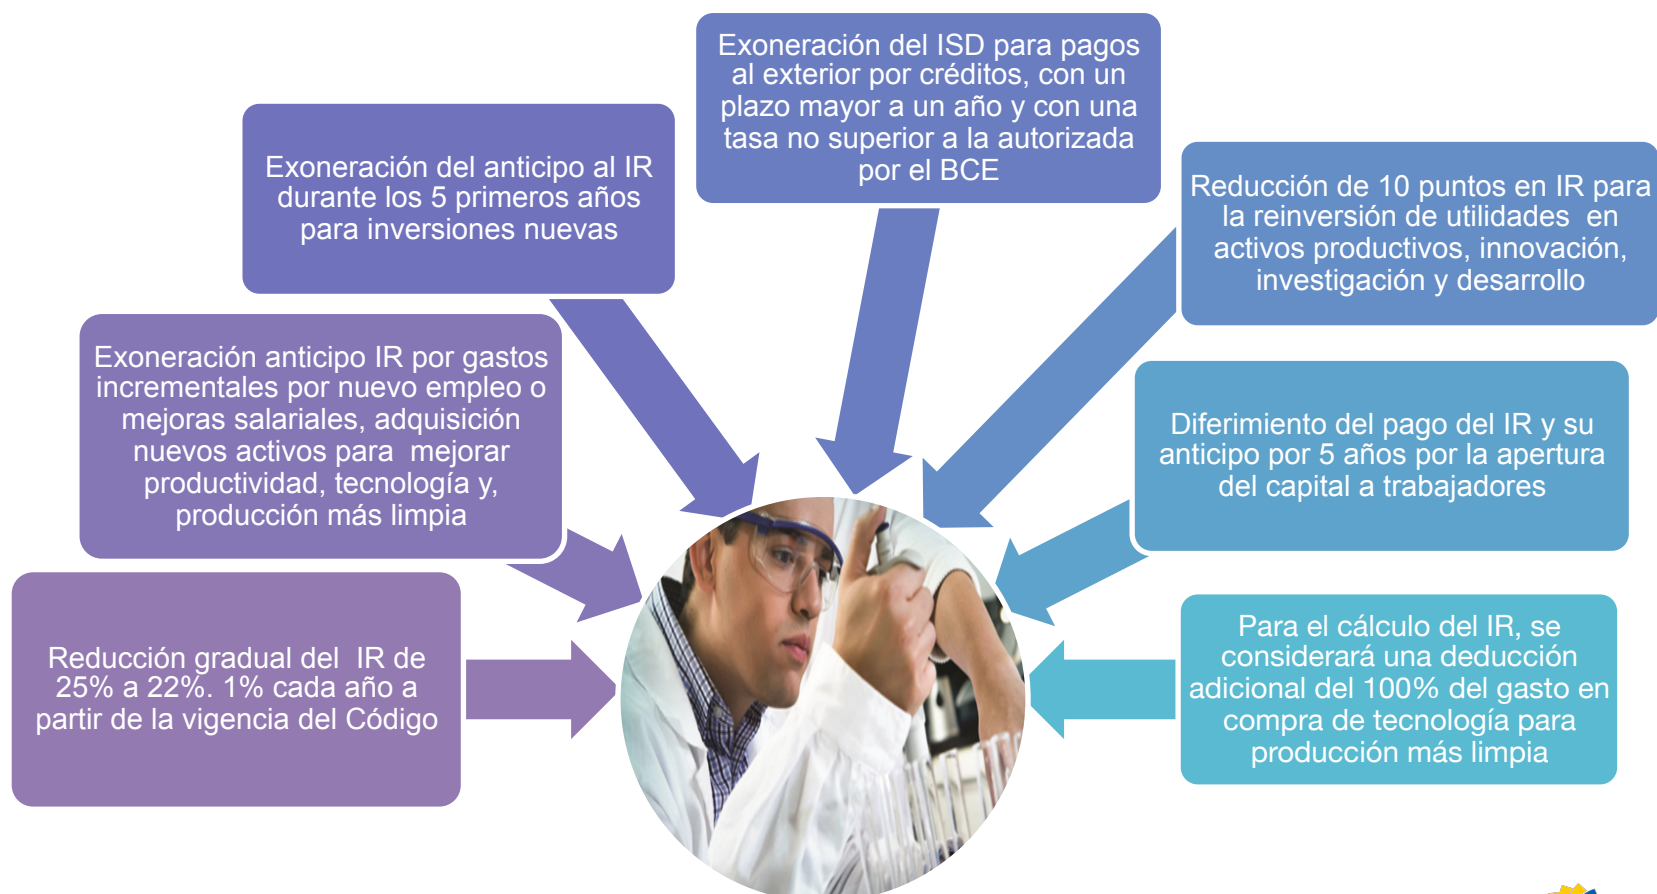 Exoneración del ISD para pagos
al exterior por créditos, con un
plazo mayor a un año y con una
tasa no superior a la autorizada
por el BCE
Exoneración del anticipo al IR
durante los 5 primeros años
para inversiones nuevas
Reducción de 10 puntos en IR para
la reinversión de utilidades en
activos productivos, innovación,
investigación y desarrollo
Exoneración anticipo IR por gastos
incrementales por nuevo empleo o
mejoras salariales, adquisición
nuevos activos para mejorar
productividad, tecnología y,
producción más limpia
Diferimiento del pago del IR y su
anticipo por 5 años por la apertura
del capital a trabajadores
Reducción gradual del IR de
25% a 22%. 1% cada año a
partir de la vigencia del Código
Para el cálculo del IR, se
considerará una deducción
adicional del 100% del gasto en
compra de tecnología para
producción más limpia